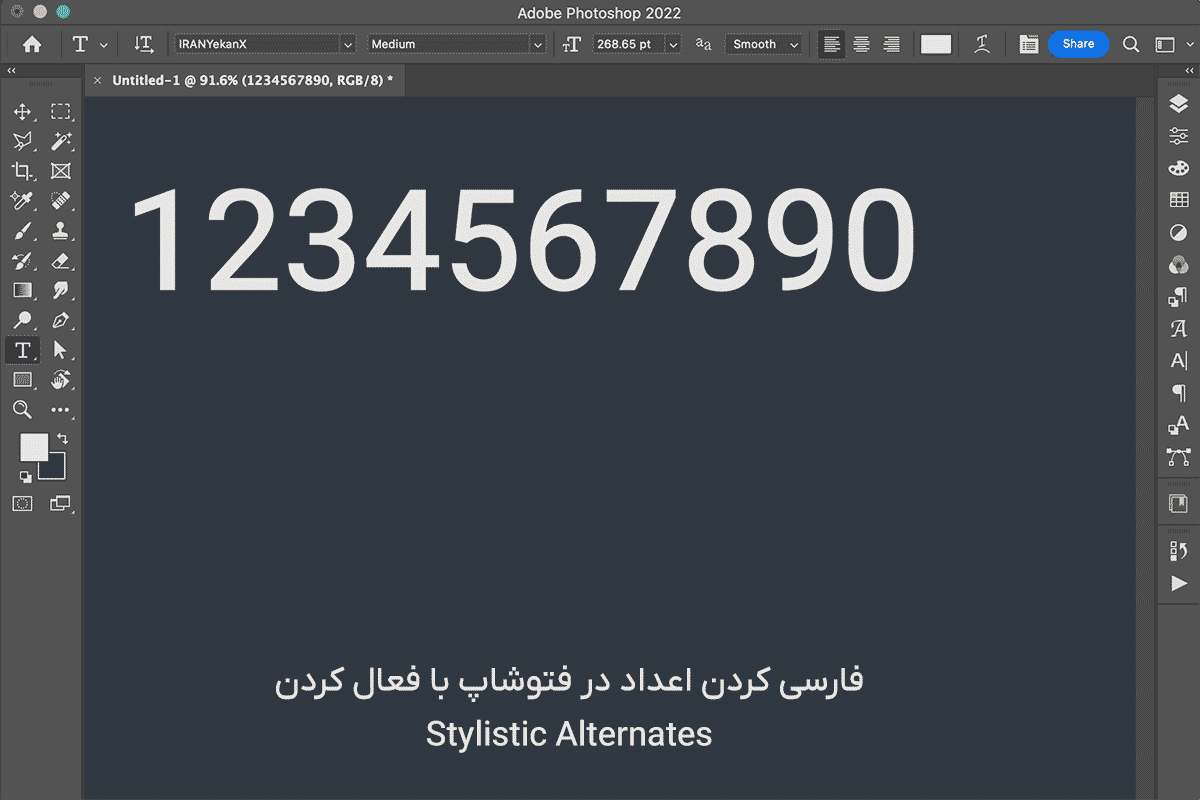 Adobe Photoshop 2022
T IRANYekanX Medium 268.65 pt Smooth Share
Untitled-1 @ 91.6% (1234567890, RGB/8) *
1234567890
فارسی کردن اعداد در فتوشاپ با فعال کردن
Stylistic Alternates